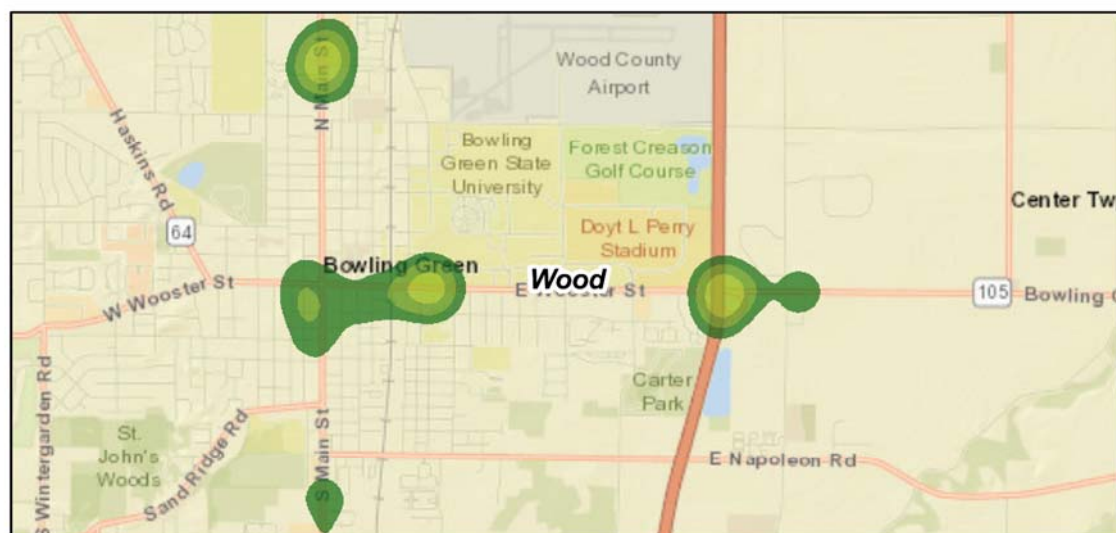 N Main St
Wood County
Airport
Haskins Rd
Bowling
Green State
University
Forest Creason
Golf Course
Center Tw
64
Doyt L Perry
Stadium
Bowling Green
Wood
W Wooster St
E Wooster St
105
Bowling G
S Wintergarden Rd
Carter
Park
S Main St
St.
John's
Woods
Sand Ridge Rd
E Napoleon Rd